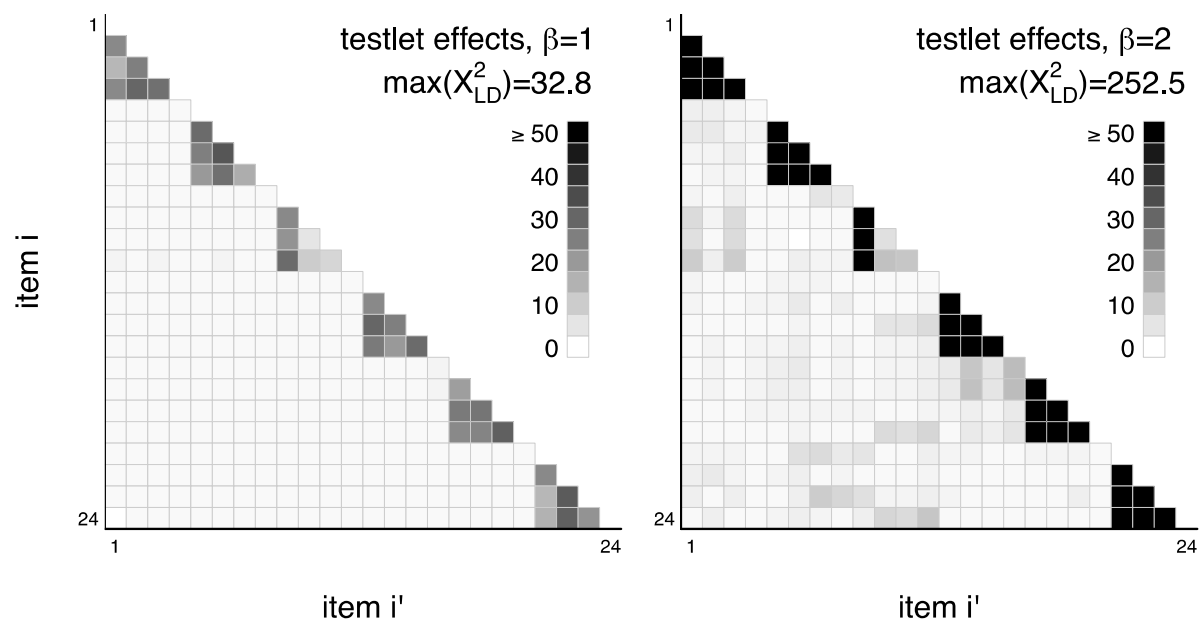 1
testlet effects, β=1
max(X²LD)=32.8
≥ 50
40
30
20
10
0
item i
24
1
24
item i'
1
testlet effects, β=2
max(X²LD)=252.5
≥ 50
40
30
20
10
0
24
1
24
item i'